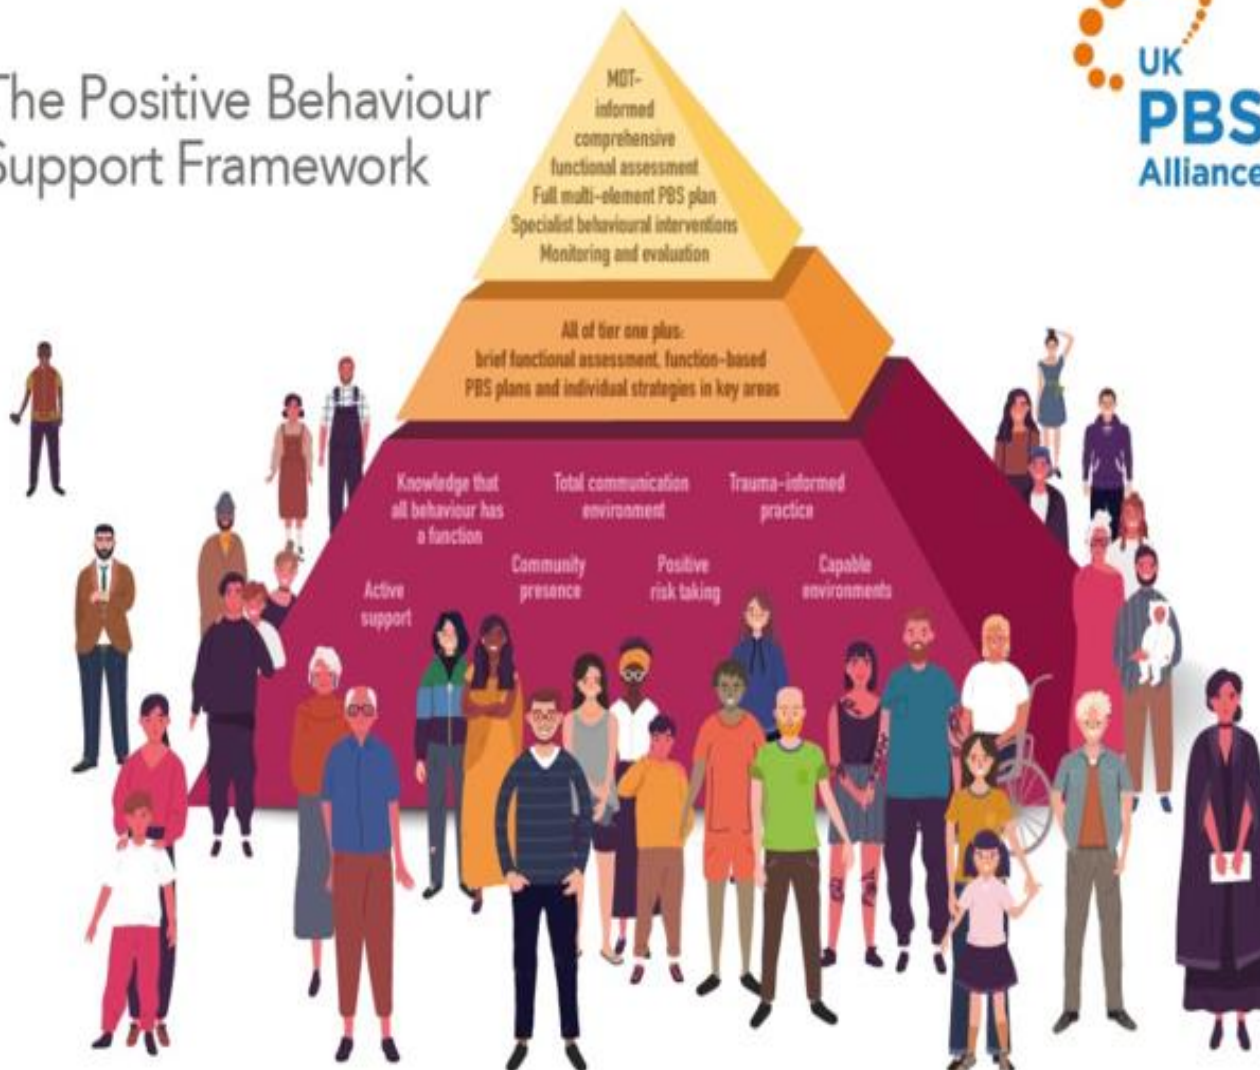 The Positive Behaviour
Support Framework
UK
PBS
Alliance
MDT-
informed
comprehensive
functional assessment
Full multi-element PBS plan
Specialist behavioural interventions
Monitoring and evaluation
All of tier one plus:
brief functional assessment, function-based
PBS plans and individual strategies in key areas
Knowledge that
all behaviour has
a function
Total communication
environment
Trauma-informed
practice
Active
support
Community
presence
Positive
risk taking
Capable
environments